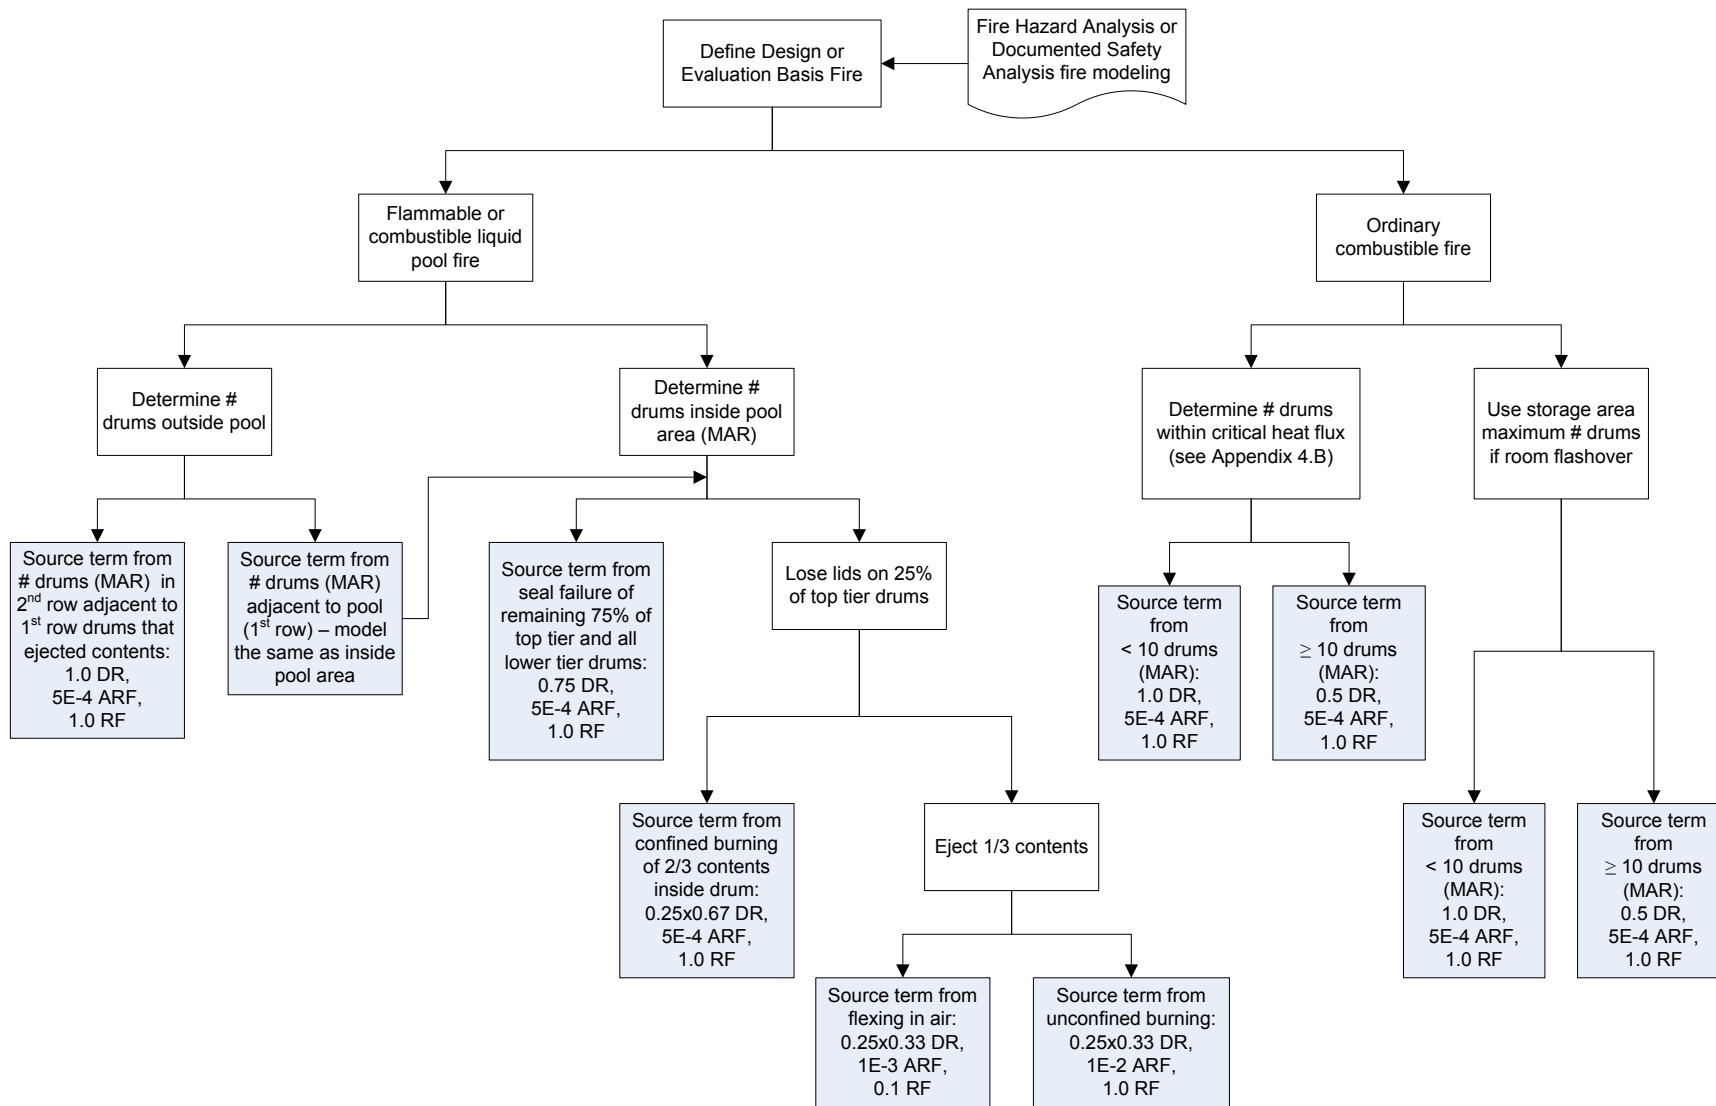 Define Design or
Evaluation Basis Fire
Fire Hazard Analysis or
Documented Safety
Analysis fire modeling
Flammable or
combustible liquid
pool fire
Ordinary
combustible fire
Determine #
drums outside pool
Determine #
drums inside pool
area (MAR)
Determine # drums
within critical heat flux
(see Appendix 4.B)
Use storage area
maximum # drums
if room flashover
Source term from
# drums (MAR) in
2nd row adjacent to
1st row drums that
ejected contents:
1.0 DR,
5E-4 ARF,
1.0 RF
Source term from
# drums (MAR)
adjacent to pool
(1st row) – model
the same as inside
pool area
Source term from
seal failure of
remaining 75% of
top tier and all
lower tier drums:
0.75 DR,
5E-4 ARF,
1.0 RF
Lose lids on 25%
of top tier drums
Source term
from
< 10 drums
(MAR):
1.0 DR,
5E-4 ARF,
1.0 RF
Source term
from
≥ 10 drums
(MAR):
0.5 DR,
5E-4 ARF,
1.0 RF
Source term from
confined burning
of 2/3 contents
inside drum:
0.25x0.67 DR,
5E-4 ARF,
1.0 RF
Eject 1/3 contents
Source term
from
< 10 drums
(MAR):
1.0 DR,
5E-4 ARF,
1.0 RF
Source term
from
≥ 10 drums
(MAR):
0.5 DR,
5E-4 ARF,
1.0 RF
Source term from
flexing in air:
0.25x0.33 DR,
1E-3 ARF,
0.1 RF
Source term from
unconfined burning:
0.25x0.33 DR,
1E-2 ARF,
1.0 RF